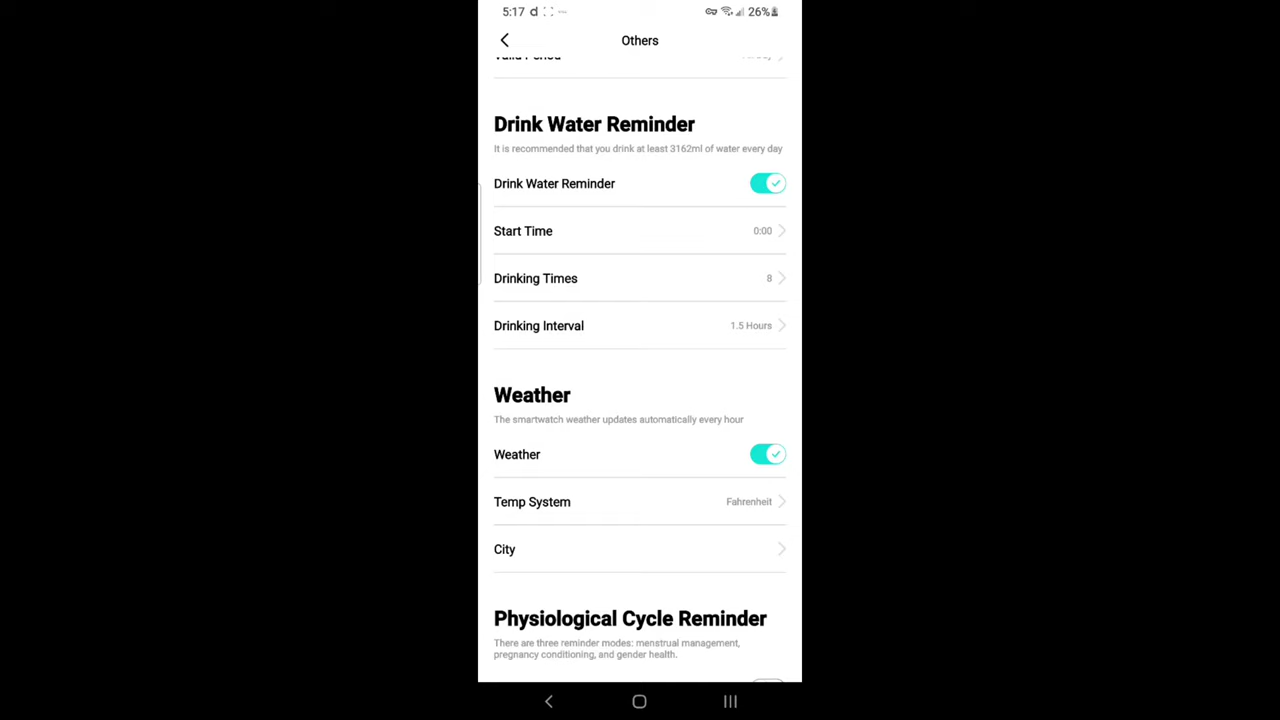 5:17 d 26%
Others
Valid Period
Drink Water Reminder
It is recommended that you drink at least 3162ml of water every day
Drink Water Reminder
Start Time 0:00
Drinking Times 8
Drinking Interval 1.5 Hours
Weather
The smartwatch weather updates automatically every hour
Weather
Temp System Fahrenheit
City
Physiological Cycle Reminder
There are three reminder modes: menstrual management,
pregnancy conditioning, and gender health.